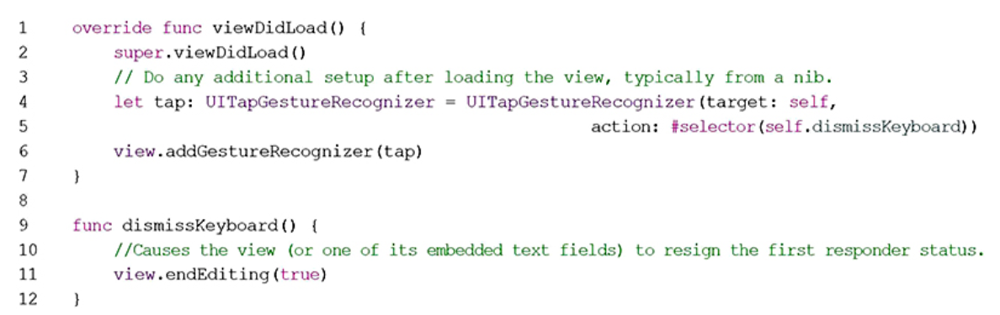 1 override func viewDidLoad() {
2 super.viewDidLoad()
3 // Do any additional setup after loading the view, typically from a nib.
4 let tap: UITapGestureRecognizer = UITapGestureRecognizer(target: self,
5 action: #selector(self.dismissKeyboard))
6 view.addGestureRecognizer(tap)
7 }
8
9 func dismissKeyboard() {
10 //Causes the view (or one of its embedded text fields) to resign the first responder status.
11 view.endEditing(true)
12 }